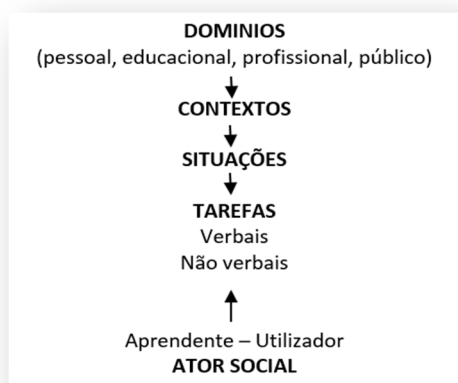 DOMINIOS
(pessoal, educacional, profissional, público)
CONTEXTOS
SITUAÇÕES
TAREFAS
Verbais
Não verbais
Aprendente – Utilizador
ATOR SOCIAL